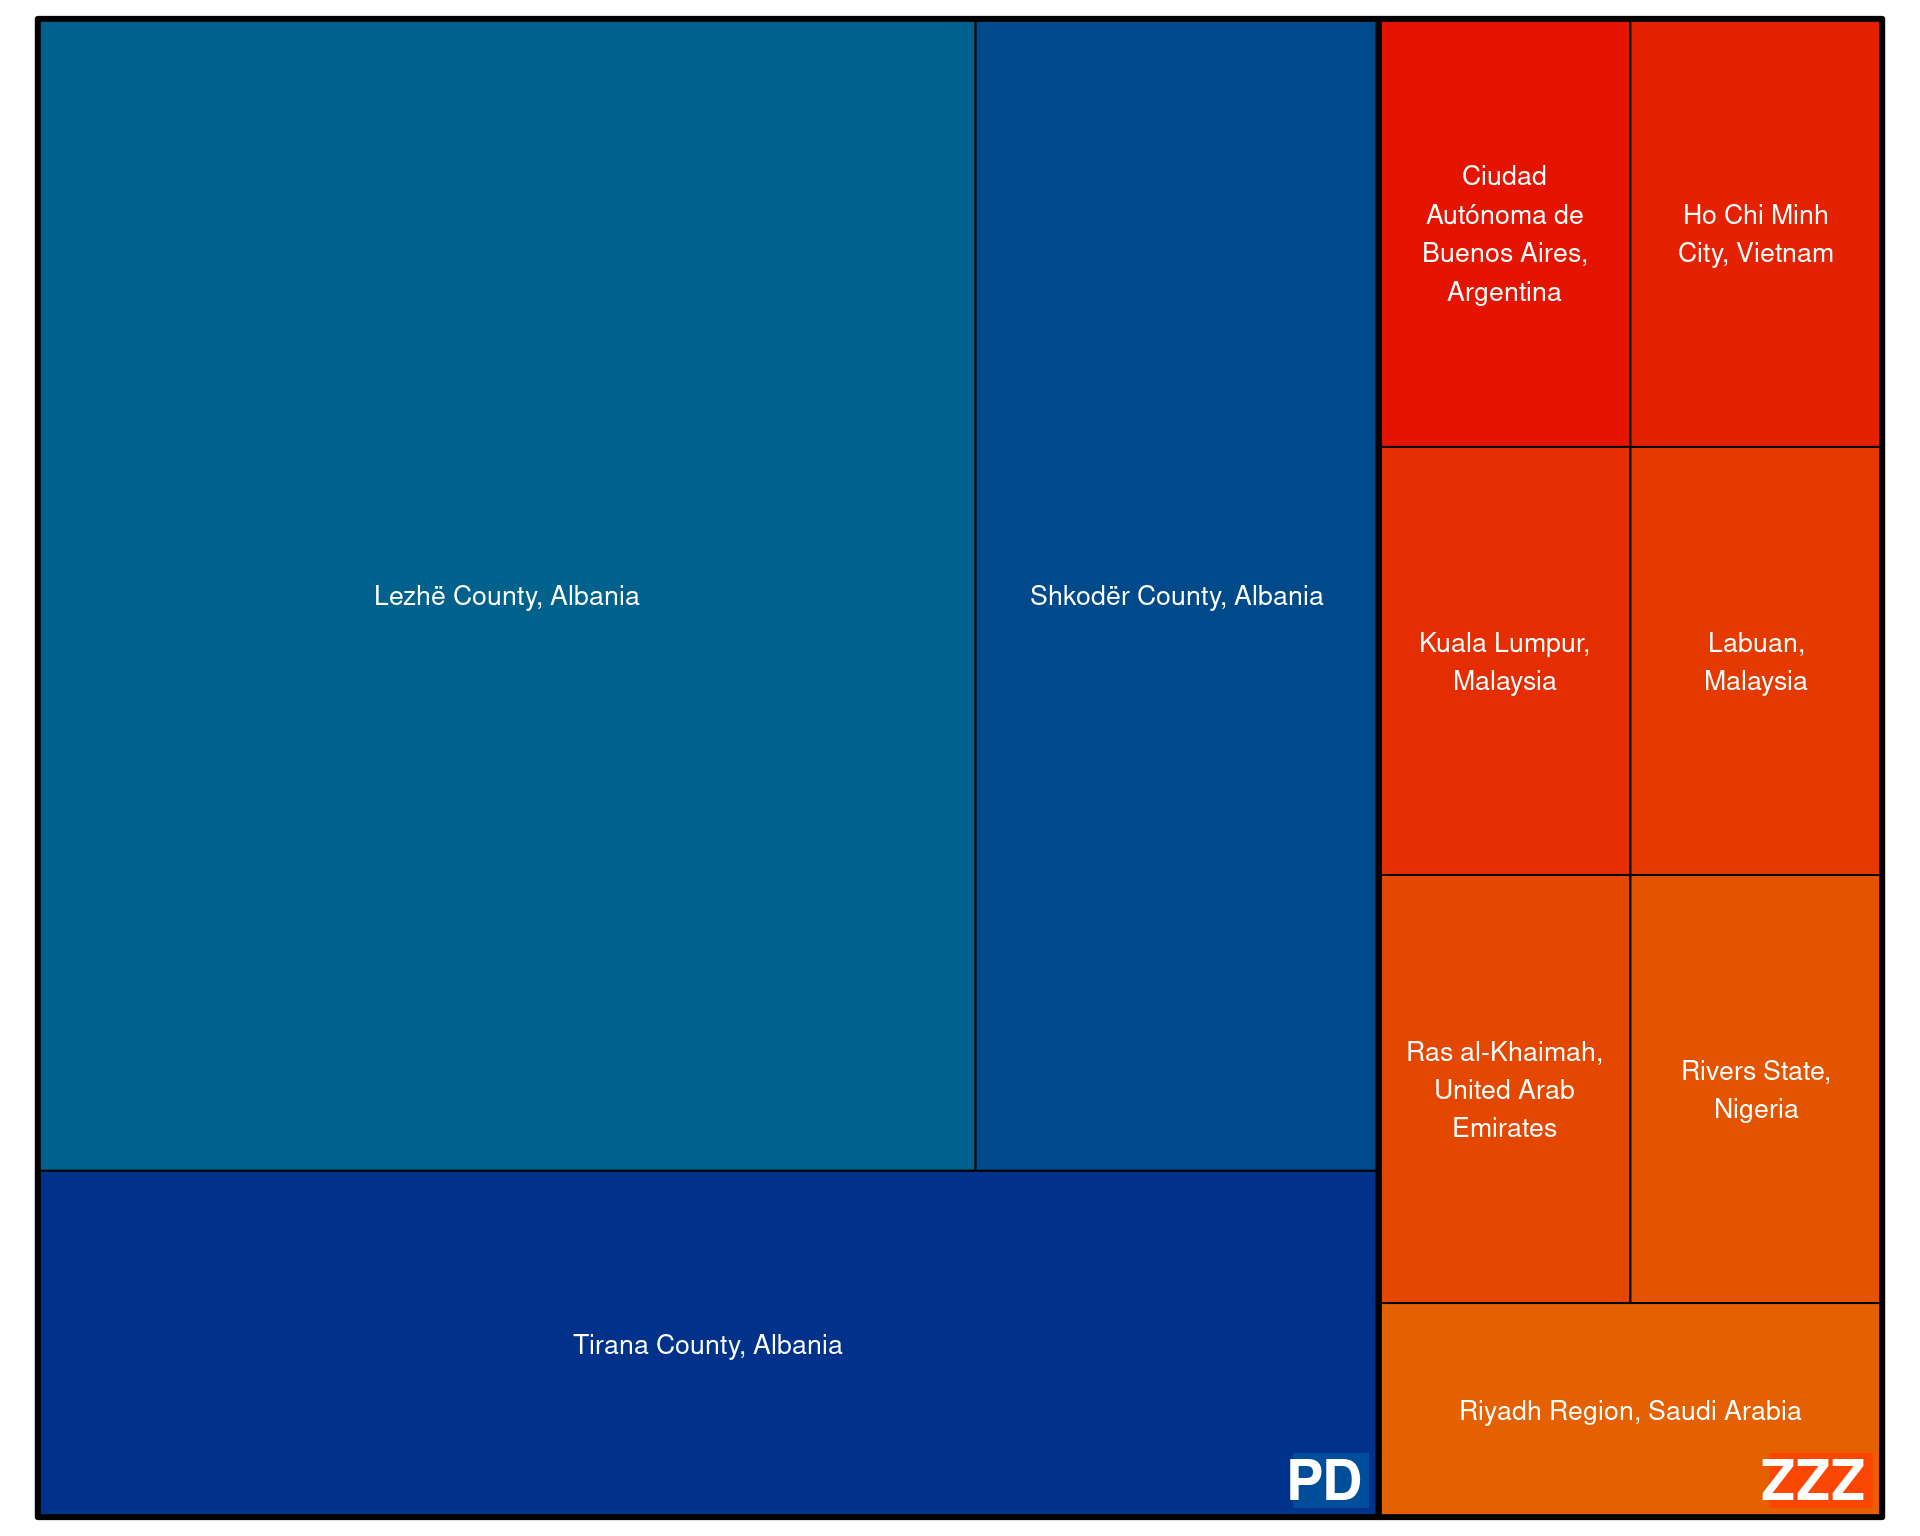 Lezhë County, Albania
Shkodër County, Albania
Tirana County, Albania
PD
Ciudad
Autónoma de
Buenos Aires,
Argentina
Ho Chi Minh
City, Vietnam
Kuala Lumpur,
Malaysia
Labuan,
Malaysia
Ras al-Khaimah,
United Arab
Emirates
Rivers State,
Nigeria
Riyadh Region, Saudi Arabia
ZZZ